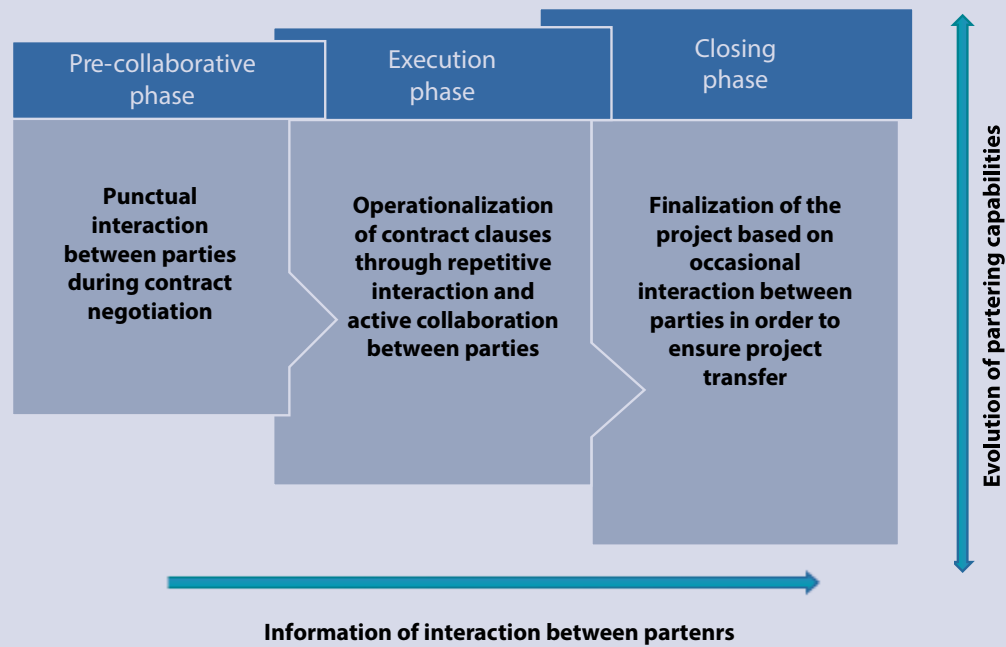 Pre-collaborative
phase
Execution
phase
Closing
phase
Punctual
interaction
between parties
during contract
negotiation
Operationalization
of contract clauses
through repetitive
interaction and
active collaboration
between parties
Finalization of the
project based on
occasional
interaction between
parties in order to
ensure project
transfer
Evolution of partering capabilities
Information of interaction between partenrs